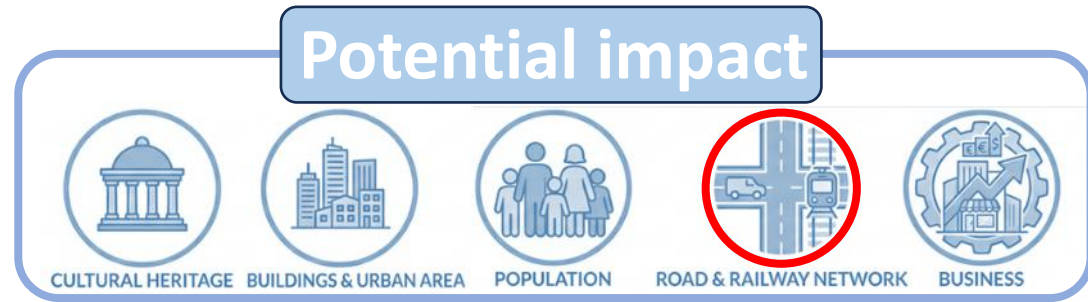 Potential impact
€ € $
CULTURAL HERITAGE
BUILDINGS & URBAN AREA
POPULATION
ROAD & RAILWAY NETWORK
BUSINESS